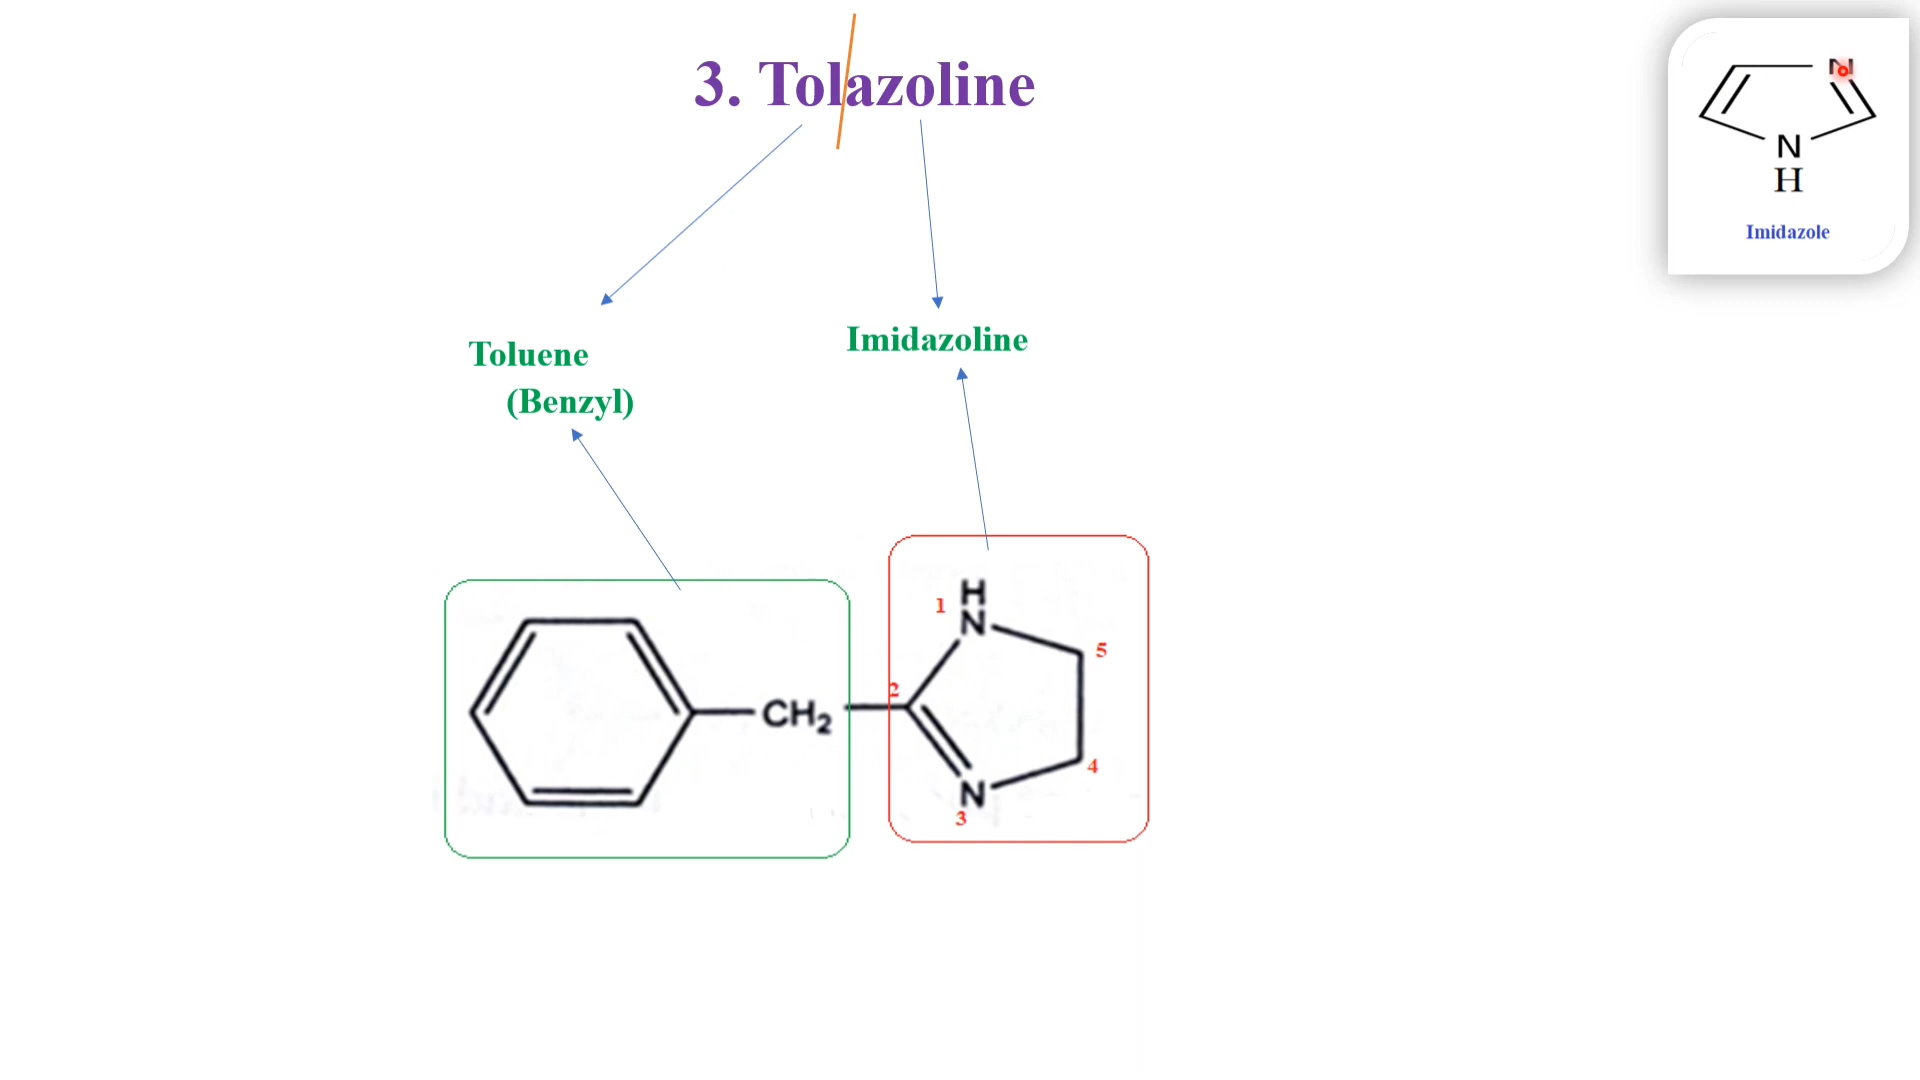 3. Tolazoline
N
N
H
Imidazole
Toluene
(Benzyl)
Imidazoline
H
1
N
5
2
CH2
4
N
3